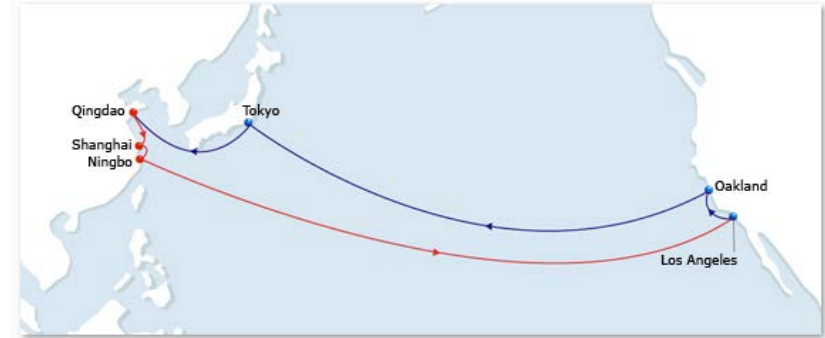 Qingdao
Tokyo
Shanghai
Ningbo
Oakland
Los Angeles